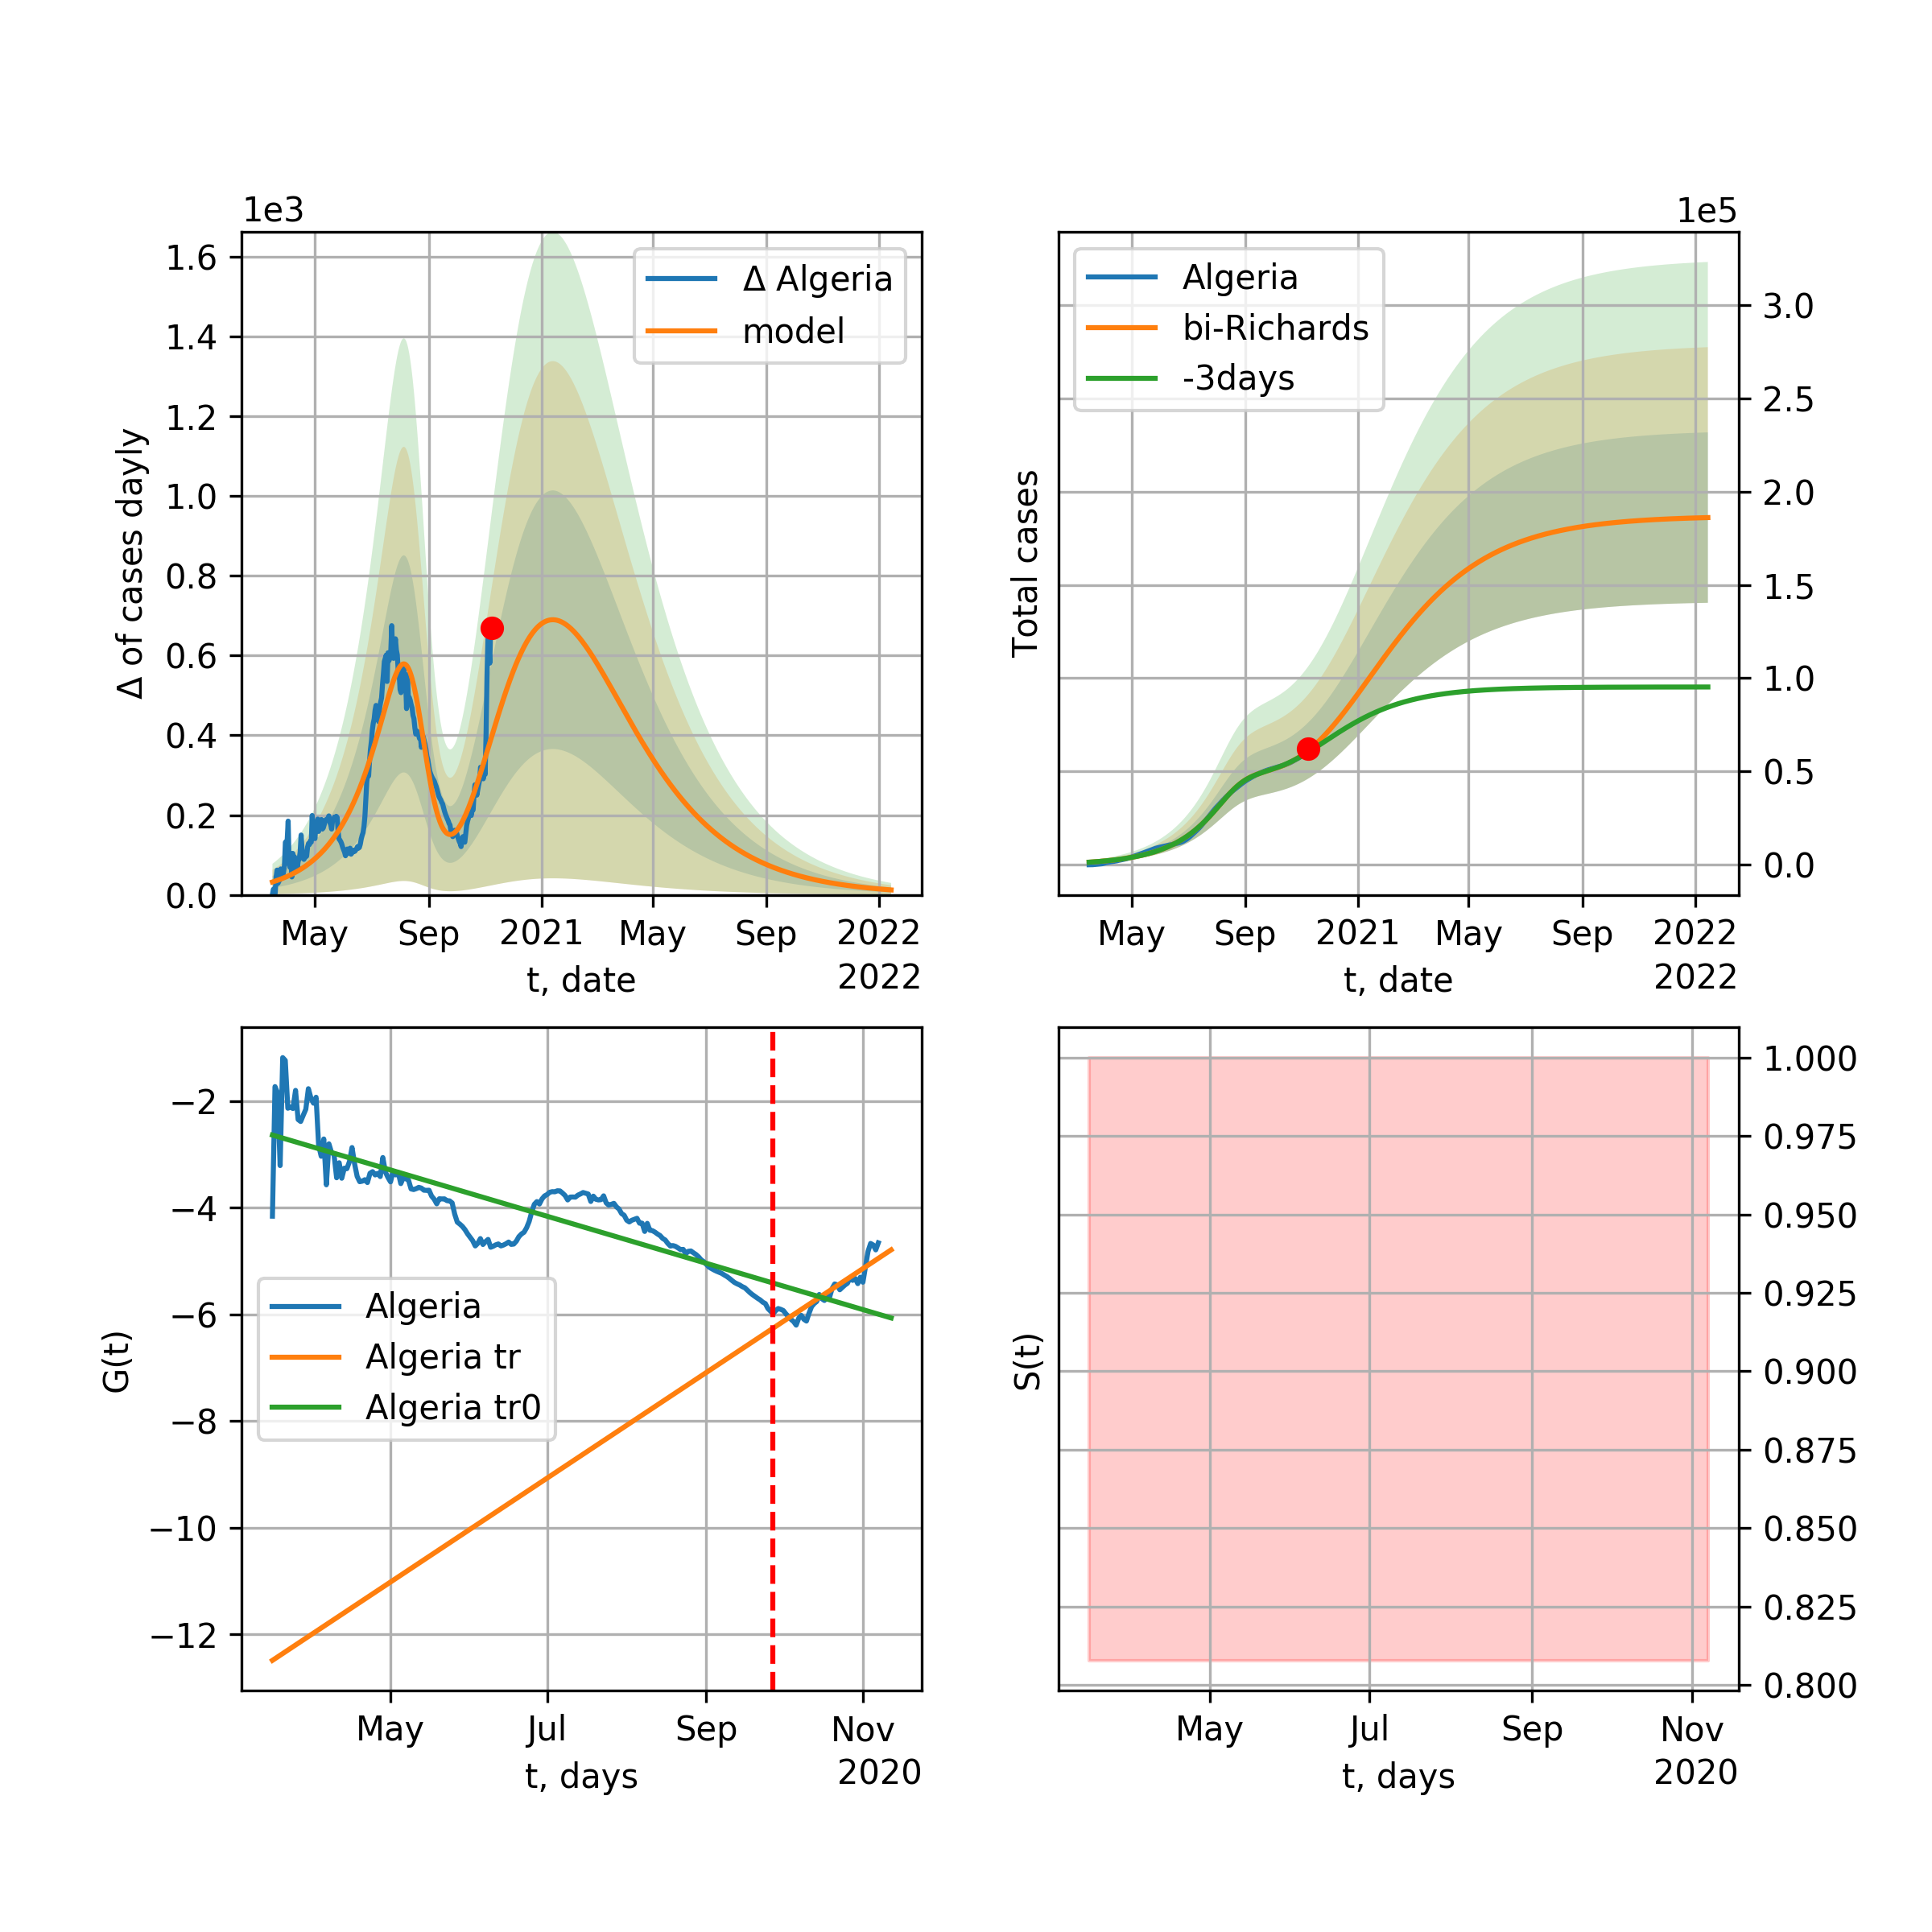 1e3
1.6
1.4
1.2
1.0
0.8
0.6
0.4
0.2
0.0
Δ of cases dayly
Δ Algeria
model
May Sep 2021 May Sep 2022
t, date 2022
1e5
Algeria
bi-Richards
-3days
3.0
2.5
2.0
1.5
1.0
0.5
0.0
Total cases
May Sep 2021 May Sep 2022
t, date 2022
−2
−4
−6
−8
−10
−12
G(t)
Algeria
Algeria tr
Algeria tr0
May Jul Sep Nov
t, days 2020
1.000
0.975
0.950
0.925
0.900
0.875
0.850
0.825
0.800
S(t)
May Jul Sep Nov
t, days 2020